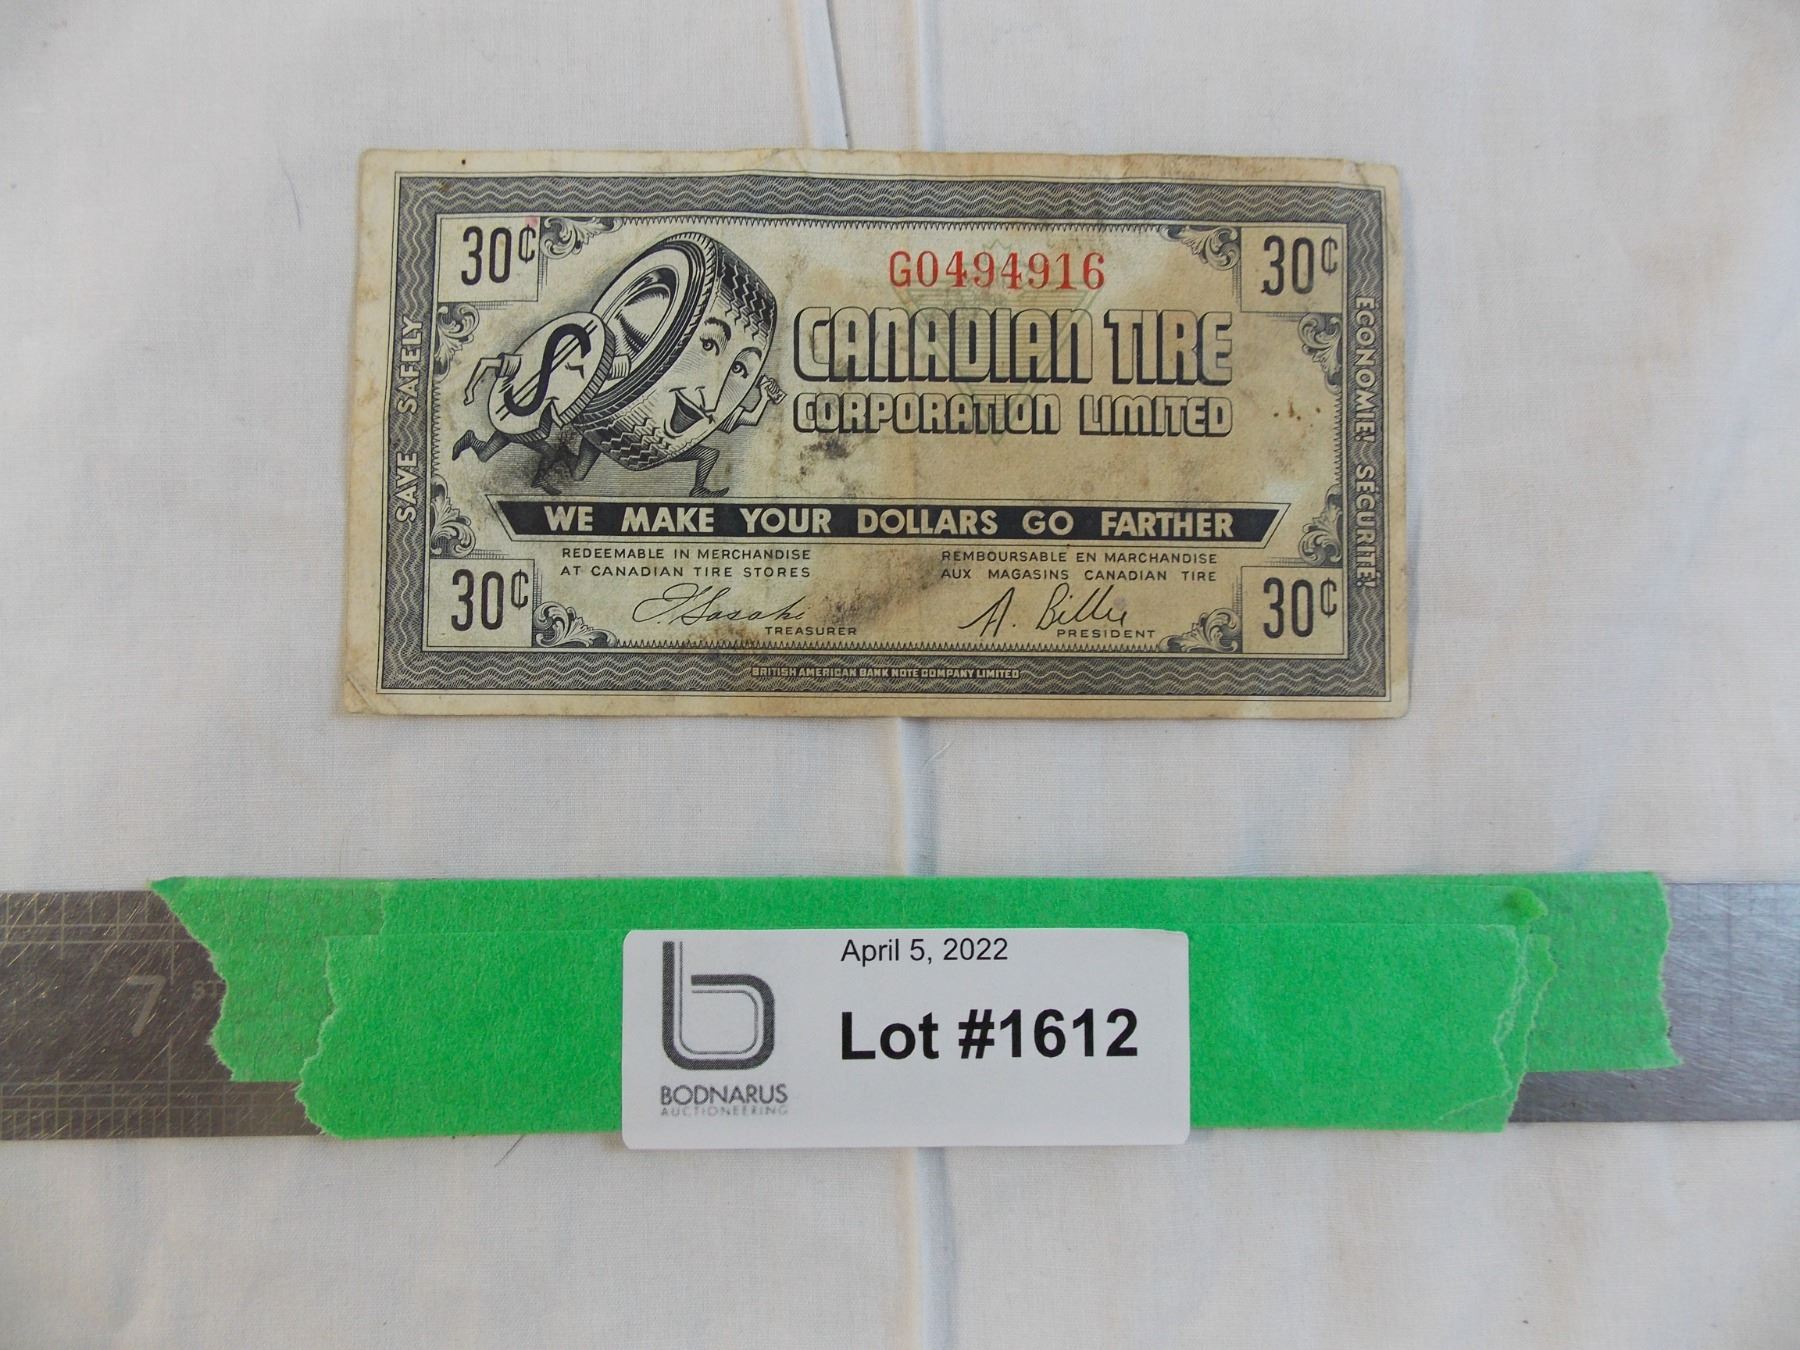 30¢
G0494916
30¢
CANADIAN TIRE
CORPORATION LIMITED
SAVE SAFELY
ÉCONOMIE! SÉCURITÉ!
$
WE MAKE YOUR DOLLARS GO FARTHER
REDEEMABLE IN MERCHANDISE
AT CANADIAN TIRE STORES
REMBOURSABLE EN MARCHANDISE
AUX MAGASINS CANADIAN TIRE
30¢
TREASURER
A. Billes
PRESIDENT
30¢
BRITISH AMERICAN BANK NOTE COMPANY LIMITED
7
April 5, 2022
Lot #1612
BODNARUS
AUCTIONEERING